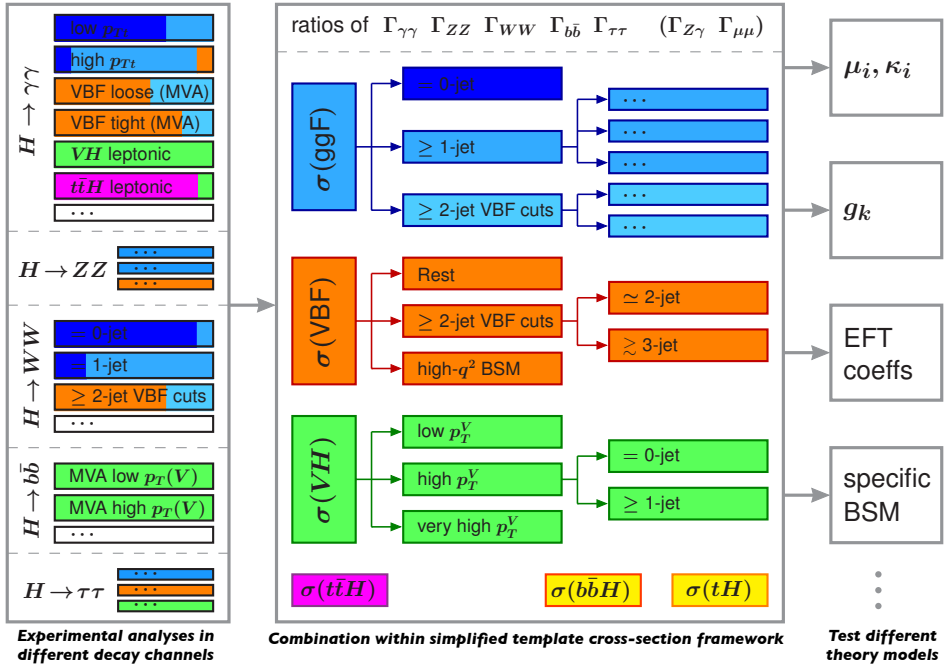 H → γγ
low p_Tt
high p_Tt
VBF loose (MVA)
VBF tight (MVA)
VH leptonic
tt̄H leptonic
...
H → ZZ
...
...
...
H → WW
= 0-jet
= 1-jet
≥ 2-jet VBF cuts
...
H → bb̄
MVA low p_T(V)
MVA high p_T(V)
...
H → ττ
...
...
...
Experimental analyses in
different decay channels
ratios of Γ_γγ Γ_ZZ Γ_WW Γ_bb̄ Γ_ττ (Γ_Zγ Γ_μμ)
σ(ggF)
= 0-jet
≥ 1-jet
≥ 2-jet VBF cuts
...
...
...
...
...
σ(VBF)
Rest
≥ 2-jet VBF cuts
high-q² BSM
≃ 2-jet
≳ 3-jet
σ(VH)
low p_T^V
high p_T^V
very high p_T^V
= 0-jet
≥ 1-jet
σ(tt̄H)
σ(bb̄H)
σ(tH)
Combination within simplified template cross-section framework
μ_i, κ_i
g_k
EFT
coeffs
specific
BSM
⋮
Test different
theory models